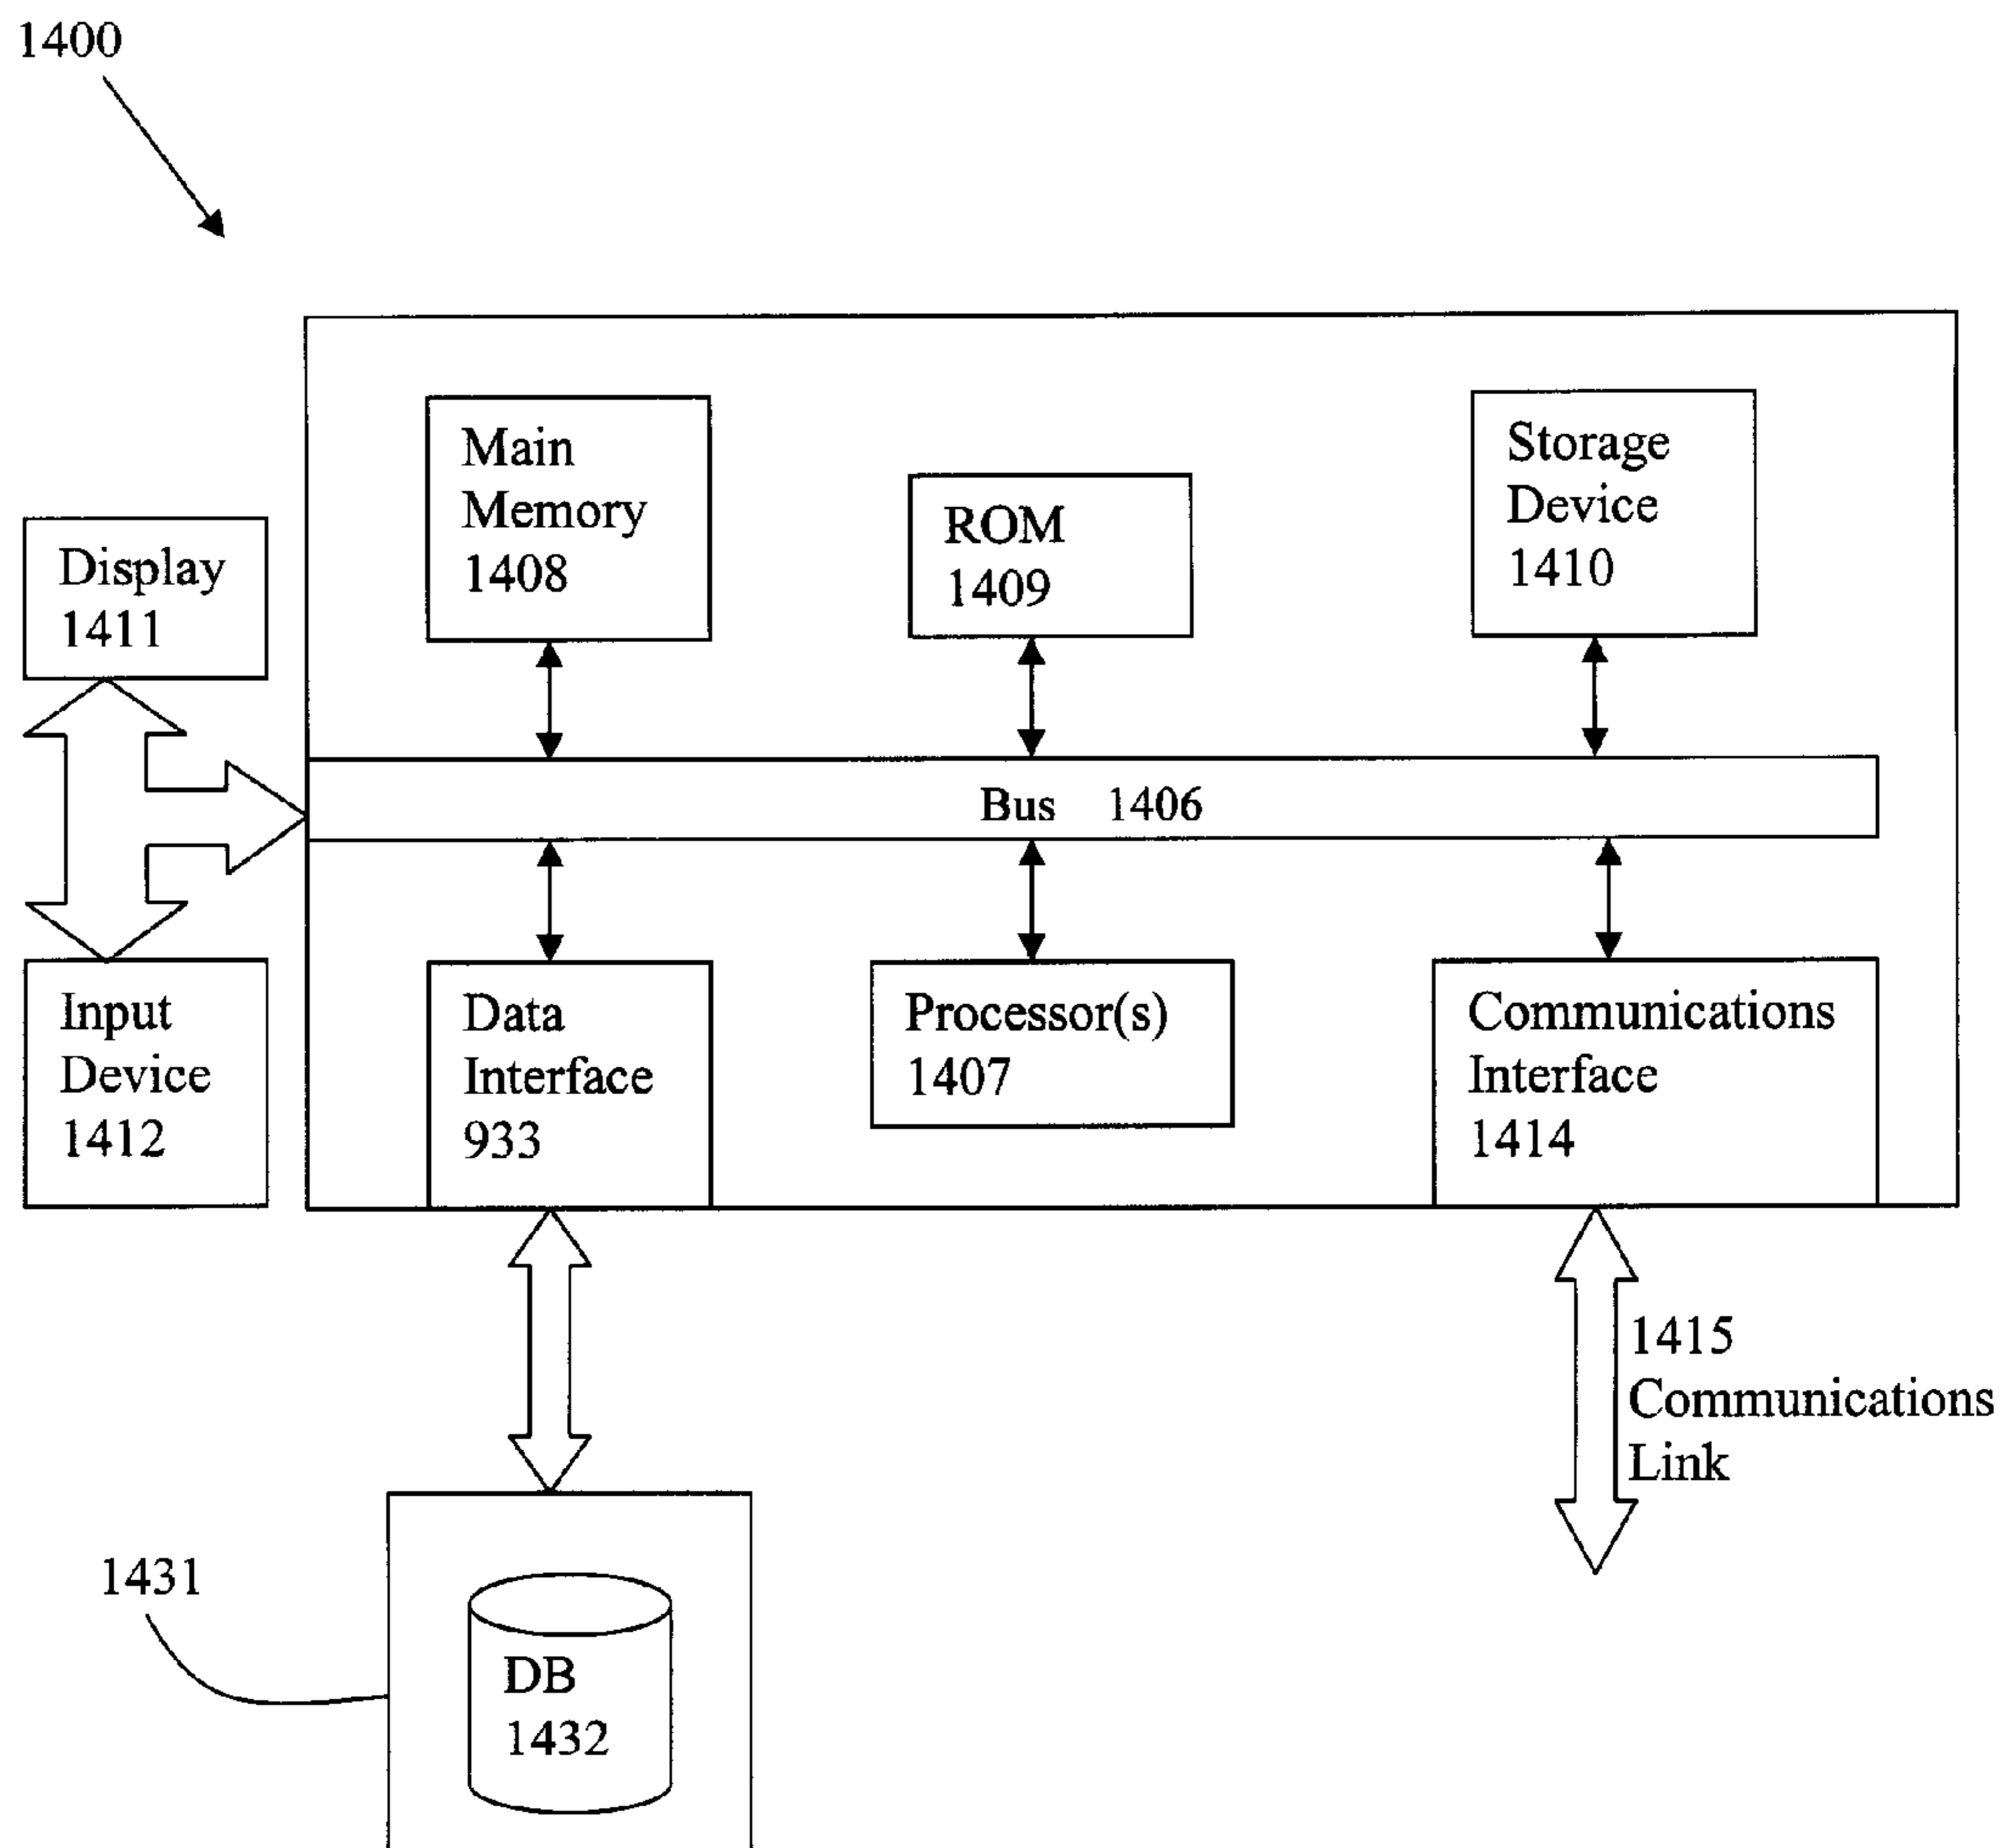 1400
Main
Memory
1408
ROM
1409
Storage
Device
1410
Display
1411
Bus 1406
Input
Device
1412
Data
Interface
933
Processor(s)
1407
Communications
Interface
1414
1415
Communications
Link
1431
DB
1432